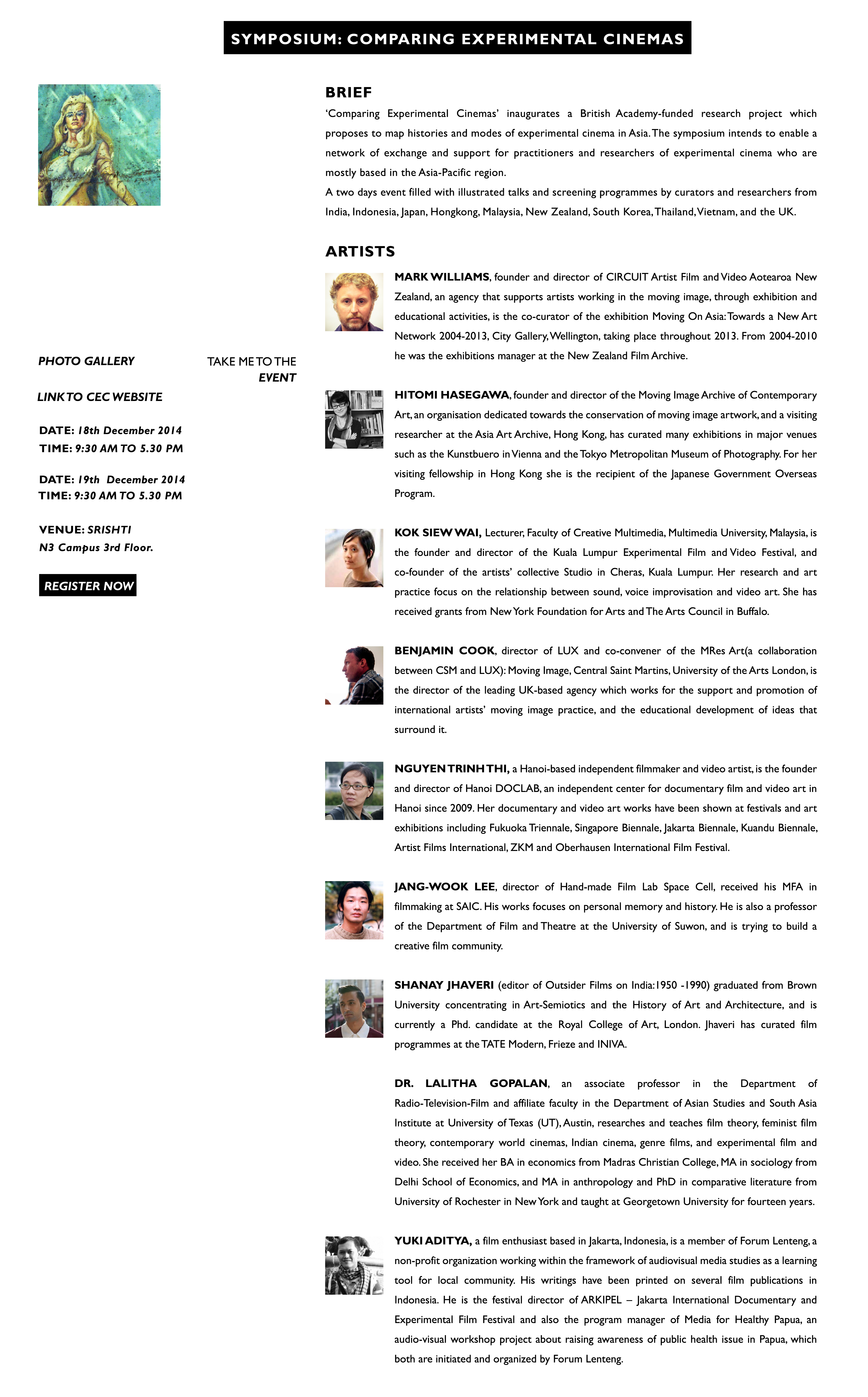 SYMPOSIUM: COMPARING EXPERIMENTAL CINEMAS
PHOTO GALLERY
TAKE ME TO THE
EVENT
LINK TO CEC WEBSITE
DATE: 18th December 2014
TIME: 9:30 AM TO 5.30 PM
DATE: 19th December 2014
TIME: 9:30 AM TO 5.30 PM
VENUE: SRISHTI
N3 Campus 3rd Floor.
REGISTER NOW
BRIEF
‘Comparing Experimental Cinemas’ inaugurates a British Academy-funded research project which
proposes to map histories and modes of experimental cinema in Asia. The symposium intends to enable a
network of exchange and support for practitioners and researchers of experimental cinema who are
mostly based in the Asia-Pacific region.
A two days event filled with illustrated talks and screening programmes by curators and researchers from
India, Indonesia, Japan, Hongkong, Malaysia, New Zealand, South Korea, Thailand, Vietnam, and the UK.
ARTISTS
MARK WILLIAMS, founder and director of CIRCUIT Artist Film and Video Aotearoa New
Zealand, an agency that supports artists working in the moving image, through exhibition and
educational activities, is the co-curator of the exhibition Moving On Asia: Towards a New Art
Network 2004-2013, City Gallery, Wellington, taking place throughout 2013. From 2004-2010
he was the exhibitions manager at the New Zealand Film Archive.
HITOMI HASEGAWA, founder and director of the Moving Image Archive of Contemporary
Art, an organisation dedicated towards the conservation of moving image artwork, and a visiting
researcher at the Asia Art Archive, Hong Kong, has curated many exhibitions in major venues
such as the Kunstbuero in Vienna and the Tokyo Metropolitan Museum of Photography. For her
visiting fellowship in Hong Kong she is the recipient of the Japanese Government Overseas
Program.
KOK SIEW WAI, Lecturer, Faculty of Creative Multimedia, Multimedia University, Malaysia, is
the founder and director of the Kuala Lumpur Experimental Film and Video Festival, and
co-founder of the artists’ collective Studio in Cheras, Kuala Lumpur. Her research and art
practice focus on the relationship between sound, voice improvisation and video art. She has
received grants from New York Foundation for Arts and The Arts Council in Buffalo.
BENJAMIN COOK, director of LUX and co-convener of the MRes Art(a collaboration
between CSM and LUX): Moving Image, Central Saint Martins, University of the Arts London, is
the director of the leading UK-based agency which works for the support and promotion of
international artists’ moving image practice, and the educational development of ideas that
surround it.
NGUYEN TRINH THI, a Hanoi-based independent filmmaker and video artist, is the founder
and director of Hanoi DOCLAB, an independent center for documentary film and video art in
Hanoi since 2009. Her documentary and video art works have been shown at festivals and art
exhibitions including Fukuoka Triennale, Singapore Biennale, Jakarta Biennale, Kuandu Biennale,
Artist Films International, ZKM and Oberhausen International Film Festival.
JANG-WOOK LEE, director of Hand-made Film Lab Space Cell, received his MFA in
filmmaking at SAIC. His works focuses on personal memory and history. He is also a professor
of the Department of Film and Theatre at the University of Suwon, and is trying to build a
creative film community.
SHANAY JHAVERI (editor of Outsider Films on India:1950 -1990) graduated from Brown
University concentrating in Art-Semiotics and the History of Art and Architecture, and is
currently a Phd. candidate at the Royal College of Art, London. Jhaveri has curated film
programmes at the TATE Modern, Frieze and INIVA.
DR. LALITHA GOPALAN, an associate professor in the Department of
Radio-Television-Film and affiliate faculty in the Department of Asian Studies and South Asia
Institute at University of Texas (UT), Austin, researches and teaches film theory, feminist film
theory, contemporary world cinemas, Indian cinema, genre films, and experimental film and
video. She received her BA in economics from Madras Christian College, MA in sociology from
Delhi School of Economics, and MA in anthropology and PhD in comparative literature from
University of Rochester in New York and taught at Georgetown University for fourteen years.
YUKI ADITYA, a film enthusiast based in Jakarta, Indonesia, is a member of Forum Lenteng, a
non-profit organization working within the framework of audiovisual media studies as a learning
tool for local community. His writings have been printed on several film publications in
Indonesia. He is the festival director of ARKIPEL – Jakarta International Documentary and
Experimental Film Festival and also the program manager of Media for Healthy Papua, an
audio-visual workshop project about raising awareness of public health issue in Papua, which
both are initiated and organized by Forum Lenteng.